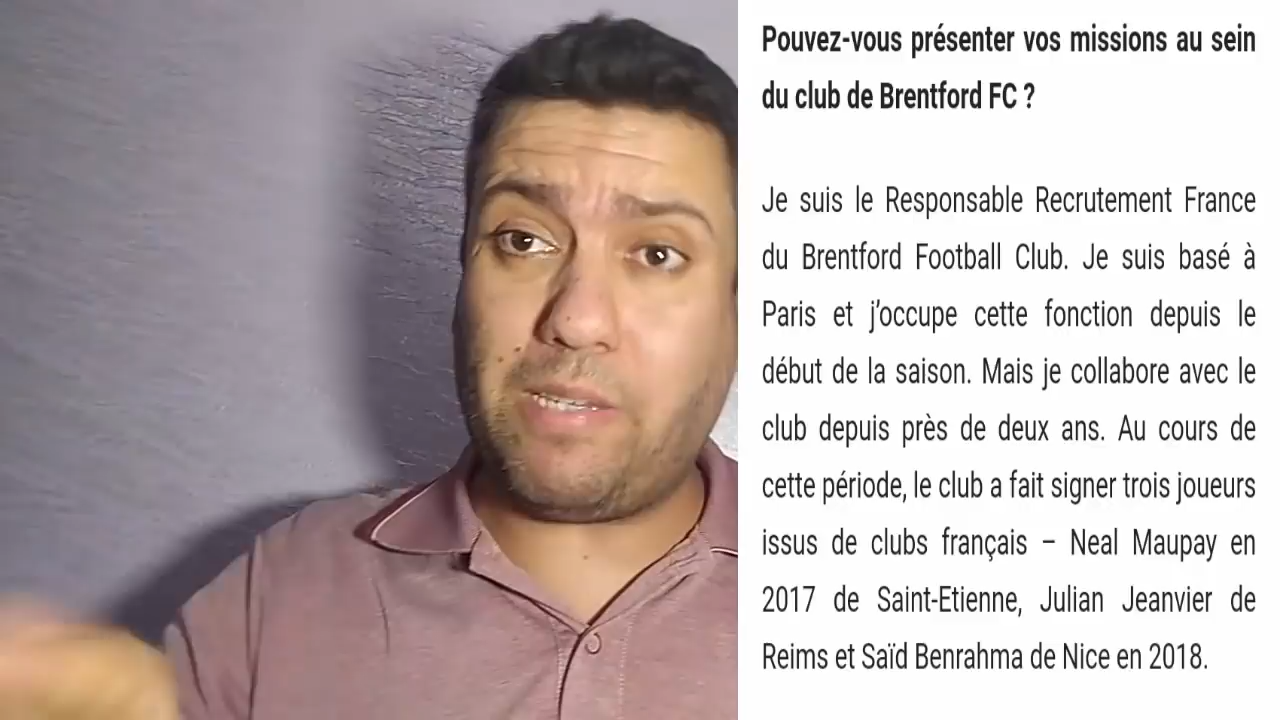 Pouvez-vous présenter vos missions au sein
du club de Brentford FC ?
Je suis le Responsable Recrutement France
du Brentford Football Club. Je suis basé à
Paris et j’occupe cette fonction depuis le
début de la saison. Mais je collabore avec le
club depuis près de deux ans. Au cours de
cette période, le club a fait signer trois joueurs
issus de clubs français – Neal Maupay en
2017 de Saint-Etienne, Julian Jeanvier de
Reims et Saïd Benrahma de Nice en 2018.